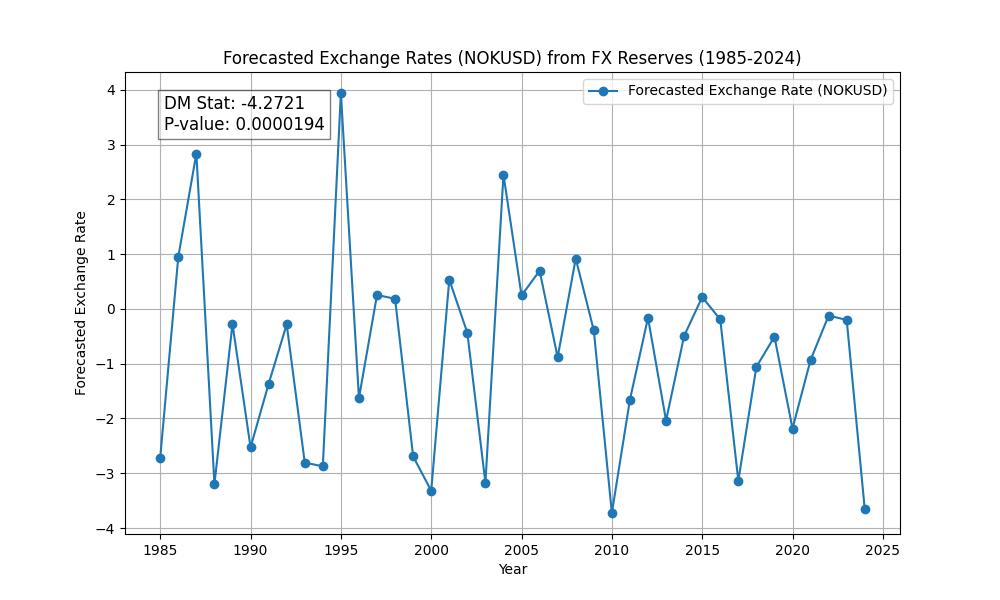 Forecasted Exchange Rates (NOKUSD) from FX Reserves (1985-2024)
DM Stat: -4.2721
P-value: 0.0000194
Forecasted Exchange Rate (NOKUSD)
Forecasted Exchange Rate
4
3
2
1
0
−1
−2
−3
−4
1985 1990 1995 2000 2005 2010 2015 2020 2025
Year